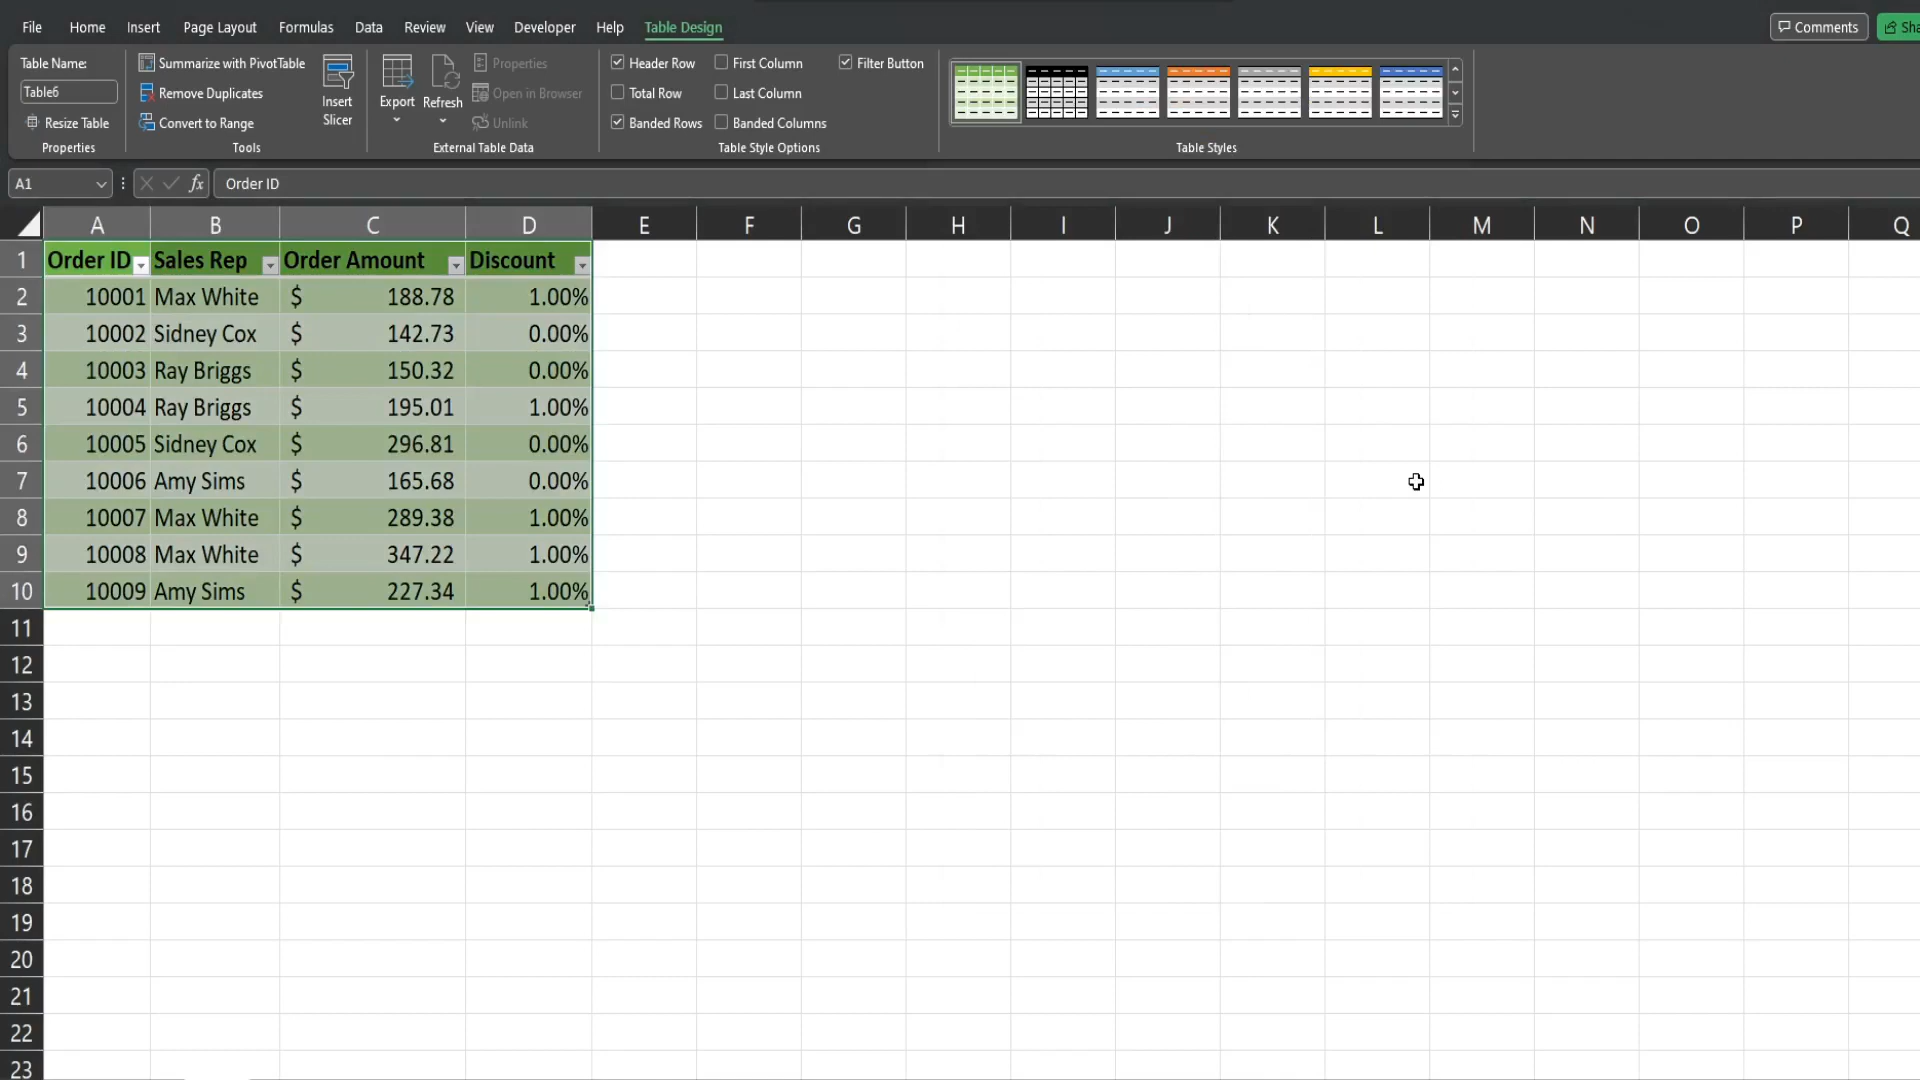 File Home Insert Page Layout Formulas Data Review View Developer Help Table Design Comments Sha
Table Name:
Table6
Resize Table
Properties
Summarize with PivotTable
Remove Duplicates
Convert to Range
Tools
Insert
Slicer
Export
Refresh
Properties
Open in Browser
Unlink
External Table Data
Header Row First Column Filter Button
Total Row Last Column
Banded Rows Banded Columns
Table Style Options
Table Styles
A1 fx Order ID
A B C D E F G H I J K L M N O P Q
1 Order ID Sales Rep Order Amount Discount
2 10001 Max White $ 188.78 1.00%
3 10002 Sidney Cox $ 142.73 0.00%
4 10003 Ray Briggs $ 150.32 0.00%
5 10004 Ray Briggs $ 195.01 1.00%
6 10005 Sidney Cox $ 296.81 0.00%
7 10006 Amy Sims $ 165.68 0.00%
8 10007 Max White $ 289.38 1.00%
9 10008 Max White $ 347.22 1.00%
10 10009 Amy Sims $ 227.34 1.00%
11
12
13
14
15
16
17
18
19
20
21
22
23